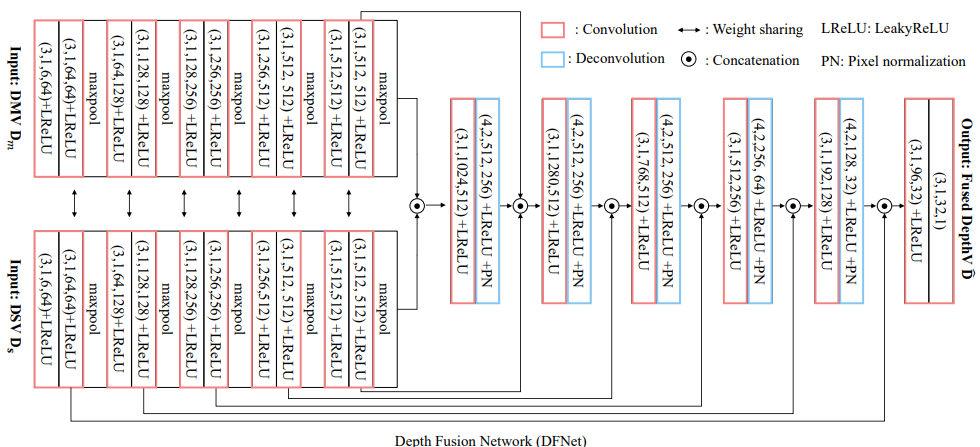 Input: DMV Dm
(3,1,6,64)+LReLU
(3,1,64,64)+LReLU
maxpool
(3,1,64,128)+LReLU
(3,1,128,128) +LReLU
maxpool
(3,1,128,256) +LReLU
(3,1,256,256) +LReLU
maxpool
(3,1,256,512) +LReLU
(3,1,512, 512) +LReLU
maxpool
(3,1,512,512) +LReLU
(3,1,512, 512) +LReLU
maxpool
: Convolution
: Weight sharing
LReLU: LeakyReLU
: Deconvolution
: Concatenation
PN: Pixel normalization
Input: DSV Ds
(3,1,6,64)+LReLU
(3,1,64,64)+LReLU
maxpool
(3,1,64,128)+LReLU
(3,1,128,128) +LReLU
maxpool
(3,1,128,256) +LReLU
(3,1,256,256) +LReLU
maxpool
(3,1,256,512) +LReLU
(3,1,512, 512) +LReLU
maxpool
(3,1,512,512) +LReLU
(3,1,512, 512) +LReLU
maxpool
(3,1,1024,512) +LReLU
(4,2,512, 256) +LReLU +PN
(3,1,1280,512) +LReLU
(4,2,512, 256) +LReLU +PN
(3,1,768,512) +LReLU
(4,2,512, 256) +LReLU +PN
(3,1,512,256) +LReLU
(4,2,256, 64) +LReLU +PN
(3,1,192,128) +LReLU
(4,2,128, 32) +LReLU +PN
(3,1,96,32) +LReLU
(3,1,32,1)
Output: Fused DepthV D̂
Depth Fusion Network (DFNet)